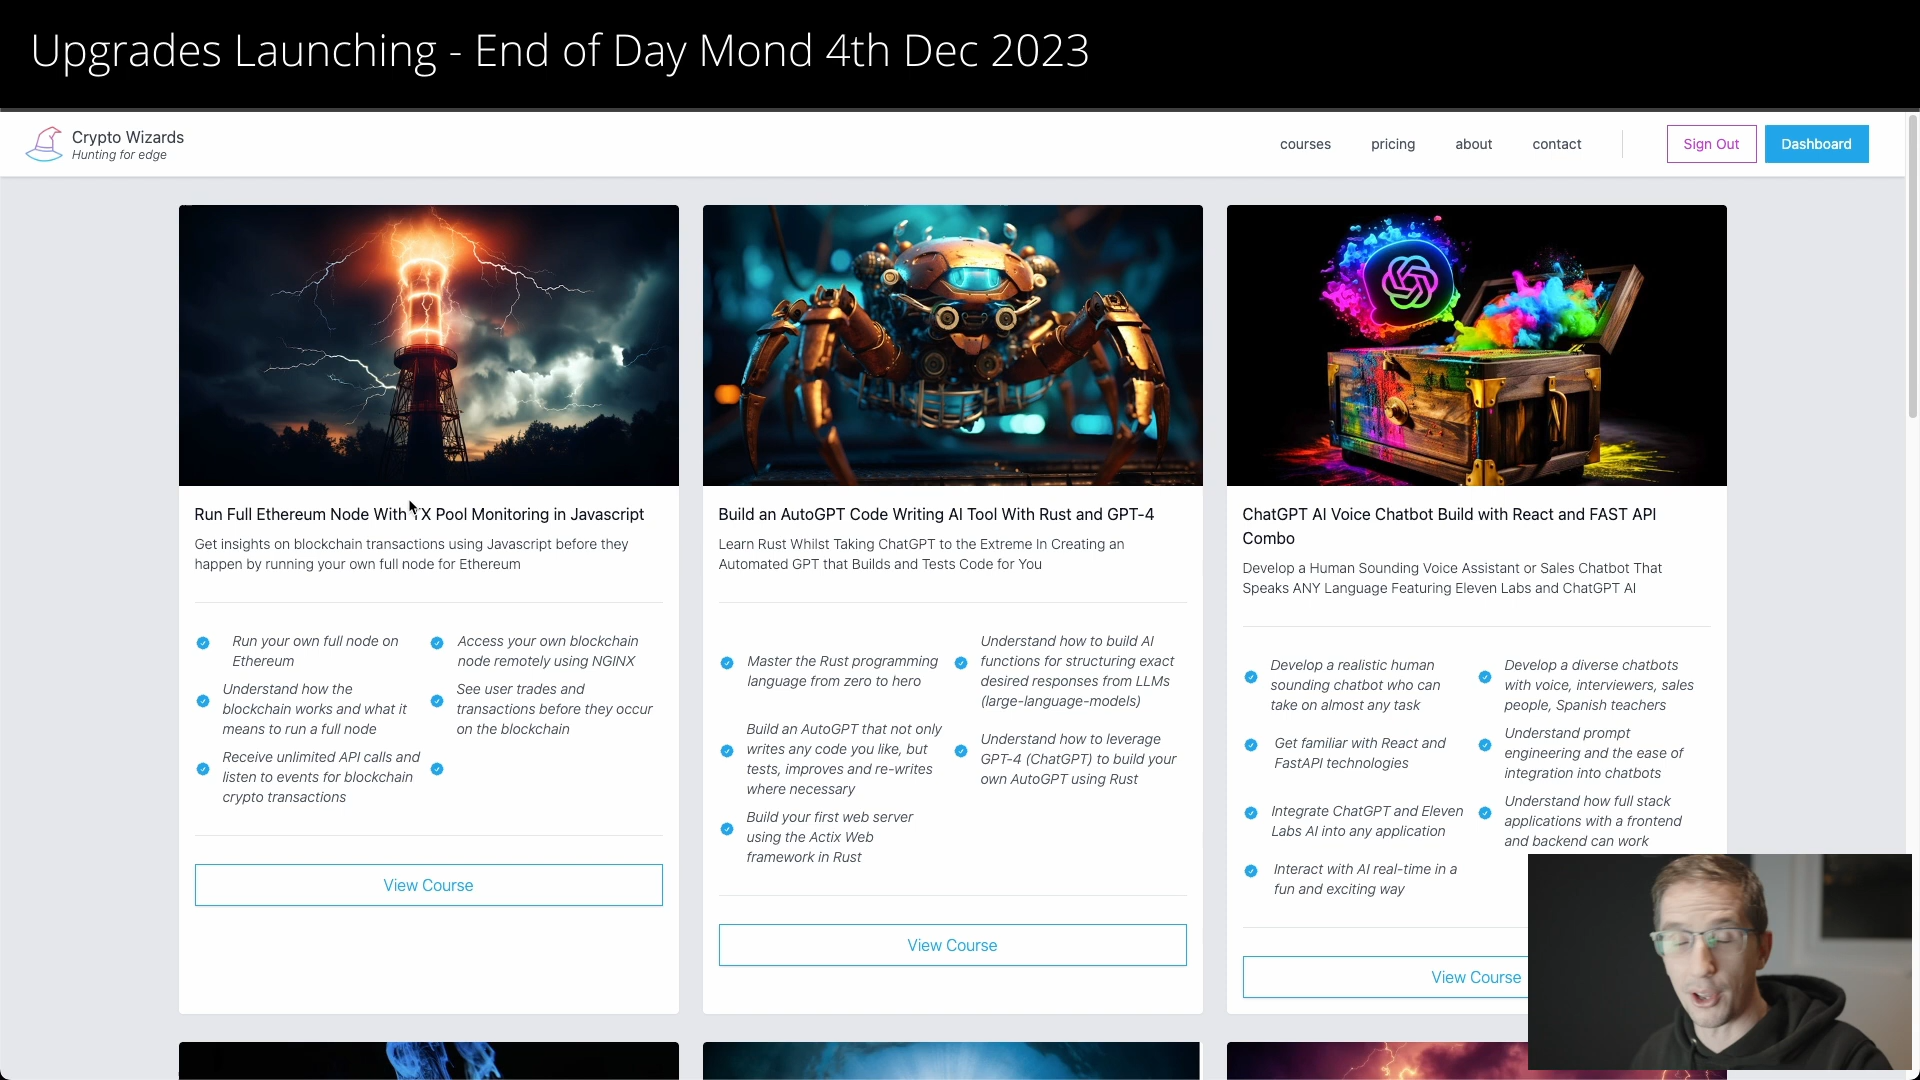 Upgrades Launching - End of Day Mond 4th Dec 2023
Crypto Wizards
Hunting for edge
courses
pricing
about
contact
Sign Out
Dashboard
Run Full Ethereum Node With TX Pool Monitoring in Javascript
Get insights on blockchain transactions using Javascript before they
happen by running your own full node for Ethereum
Run your own full node on
Ethereum
Access your own blockchain
node remotely using NGINX
Understand how the
blockchain works and what it
means to run a full node
See user trades and
transactions before they occur
on the blockchain
Receive unlimited API calls and
listen to events for blockchain
crypto transactions
View Course
Build an AutoGPT Code Writing AI Tool With Rust and GPT-4
Learn Rust Whilst Taking ChatGPT to the Extreme In Creating an
Automated GPT that Builds and Tests Code for You
Master the Rust programming
language from zero to hero
Understand how to build AI
functions for structuring exact
desired responses from LLMs
(large-language-models)
Build an AutoGPT that not only
writes any code you like, but
tests, improves and re-writes
where necessary
Understand how to leverage
GPT-4 (ChatGPT) to build your
own AutoGPT using Rust
Build your first web server
using the Actix Web
framework in Rust
View Course
ChatGPT AI Voice Chatbot Build with React and FAST API
Combo
Develop a Human Sounding Voice Assistant or Sales Chatbot That
Speaks ANY Language Featuring Eleven Labs and ChatGPT AI
Develop a realistic human
sounding chatbot who can
take on almost any task
Develop a diverse chatbots
with voice, interviewers, sales
people, Spanish teachers
Get familiar with React and
FastAPI technologies
Understand prompt
engineering and the ease of
integration into chatbots
Integrate ChatGPT and Eleven
Labs AI into any application
Understand how full stack
applications with a frontend
and backend can work
Interact with AI real-time in a
fun and exciting way
View Course